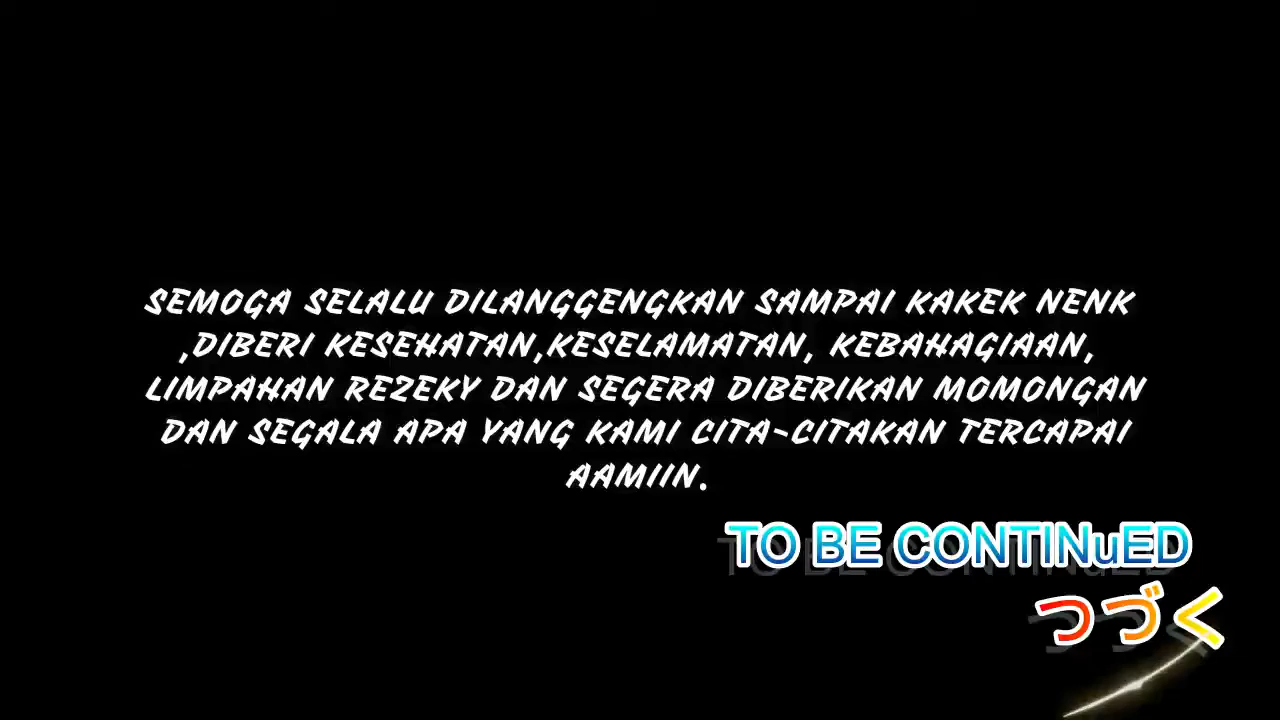 SEMOGA SELALU DILANGGENGKAN SAMPAI KAKEK NENK
,DIBERI KESEHATAN,KESELAMATAN, KEBAHAGIAAN,
LIMPAHAN REZEKY DAN SEGERA DIBERIKAN MOMONGAN
DAN SEGALA APA YANG KAMI CITA-CITAKAN TERCAPAI
AAMIIN.
TO BE CONTINuED
つづく